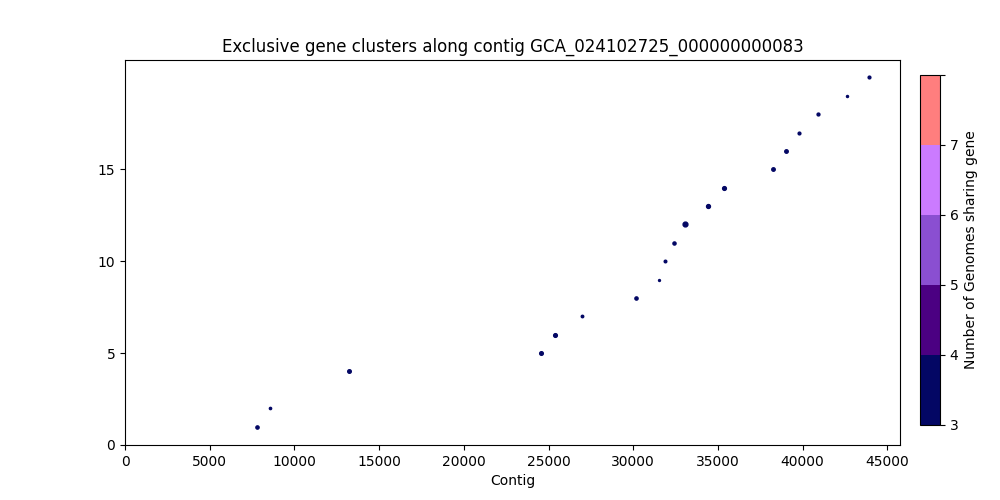 Exclusive gene clusters along contig GCA_024102725_000000000083
15
10
5
0
0 5000 10000 15000 20000 25000 30000 35000 40000 45000
Contig
7
6
5
4
3
Number of Genomes sharing gene